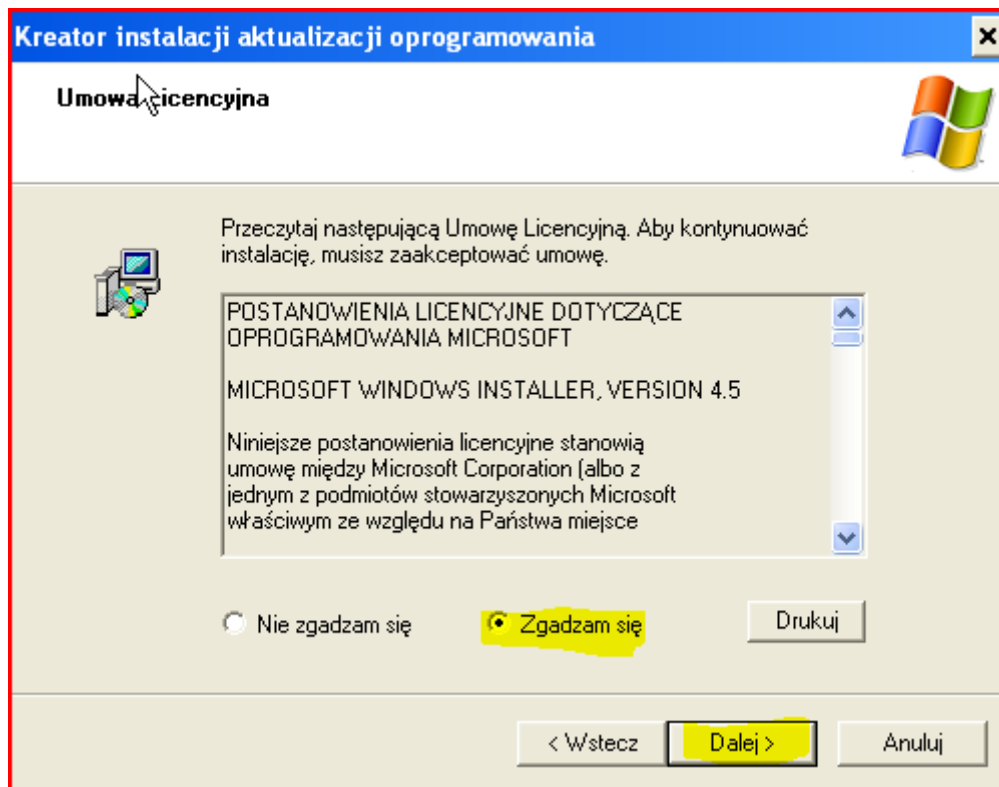 Kreator instalacji aktualizacji oprogramowania
Umowa Licencyjna
Przeczytaj następującą Umowę Licencyjną. Aby kontynuować
instalację, musisz zaakceptować umowę.
POSTANOWIENIA LICENCYJNE DOTYCZĄCE
OPROGRAMOWANIA MICROSOFT
MICROSOFT WINDOWS INSTALLER, VERSION 4.5
Niniejsze postanowienia licencyjne stanowią
umowę między Microsoft Corporation (albo z
jednym z podmiotów stowarzyszonych Microsoft
właściwym ze względu na Państwa miejsce
Nie zgadzam się Zgadzam się Drukuj
< Wstecz Dalej > Anuluj